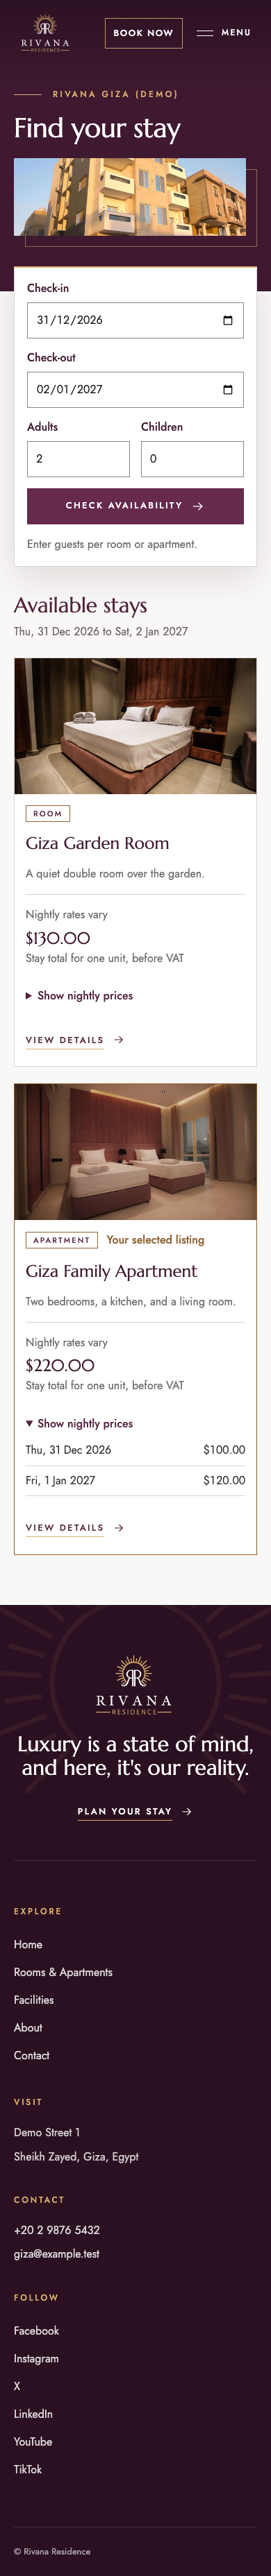 RIVANA
RESIDENCE
BOOK NOW
MENU
RIVANA GIZA (DEMO)
Find your stay
Check-in
31/12/2026
Check-out
02/01/2027
Adults
Children
2
0
CHECK AVAILABILITY
Enter guests per room or apartment.
Available stays
Thu, 31 Dec 2026 to Sat, 2 Jan 2027
ROOM
Giza Garden Room
A quiet double room over the garden.
Nightly rates vary
$130.00
Stay total for one unit, before VAT
Show nightly prices
VIEW DETAILS
APARTMENT
Your selected listing
Giza Family Apartment
Two bedrooms, a kitchen, and a living room.
Nightly rates vary
$220.00
Stay total for one unit, before VAT
Show nightly prices
Thu, 31 Dec 2026 $100.00
Fri, 1 Jan 2027 $120.00
VIEW DETAILS
RIVANA
RESIDENCE
Luxury is a state of mind,
and here, it's our reality.
PLAN YOUR STAY
EXPLORE
Home
Rooms & Apartments
Facilities
About
Contact
VISIT
Demo Street 1
Sheikh Zayed, Giza, Egypt
CONTACT
+20 2 9876 5432
giza@example.test
FOLLOW
Facebook
Instagram
X
LinkedIn
YouTube
TikTok
© Rivana Residence